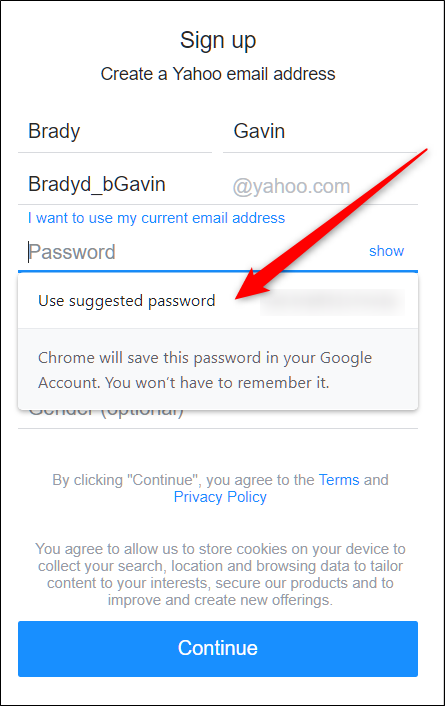 Sign up
Create a Yahoo email address
Brady Gavin
Bradyd_bGavin @yahoo.com
I want to use my current email address
Password show
Use suggested password
Chrome will save this password in your Google
Account. You won't have to remember it.
Gender (optional)
By clicking "Continue", you agree to the Terms and
Privacy Policy
You agree to allow us to store cookies on your device to
collect your search, location and browsing data to tailor
content to your interests, secure our products and to
improve and create new offerings.
Continue